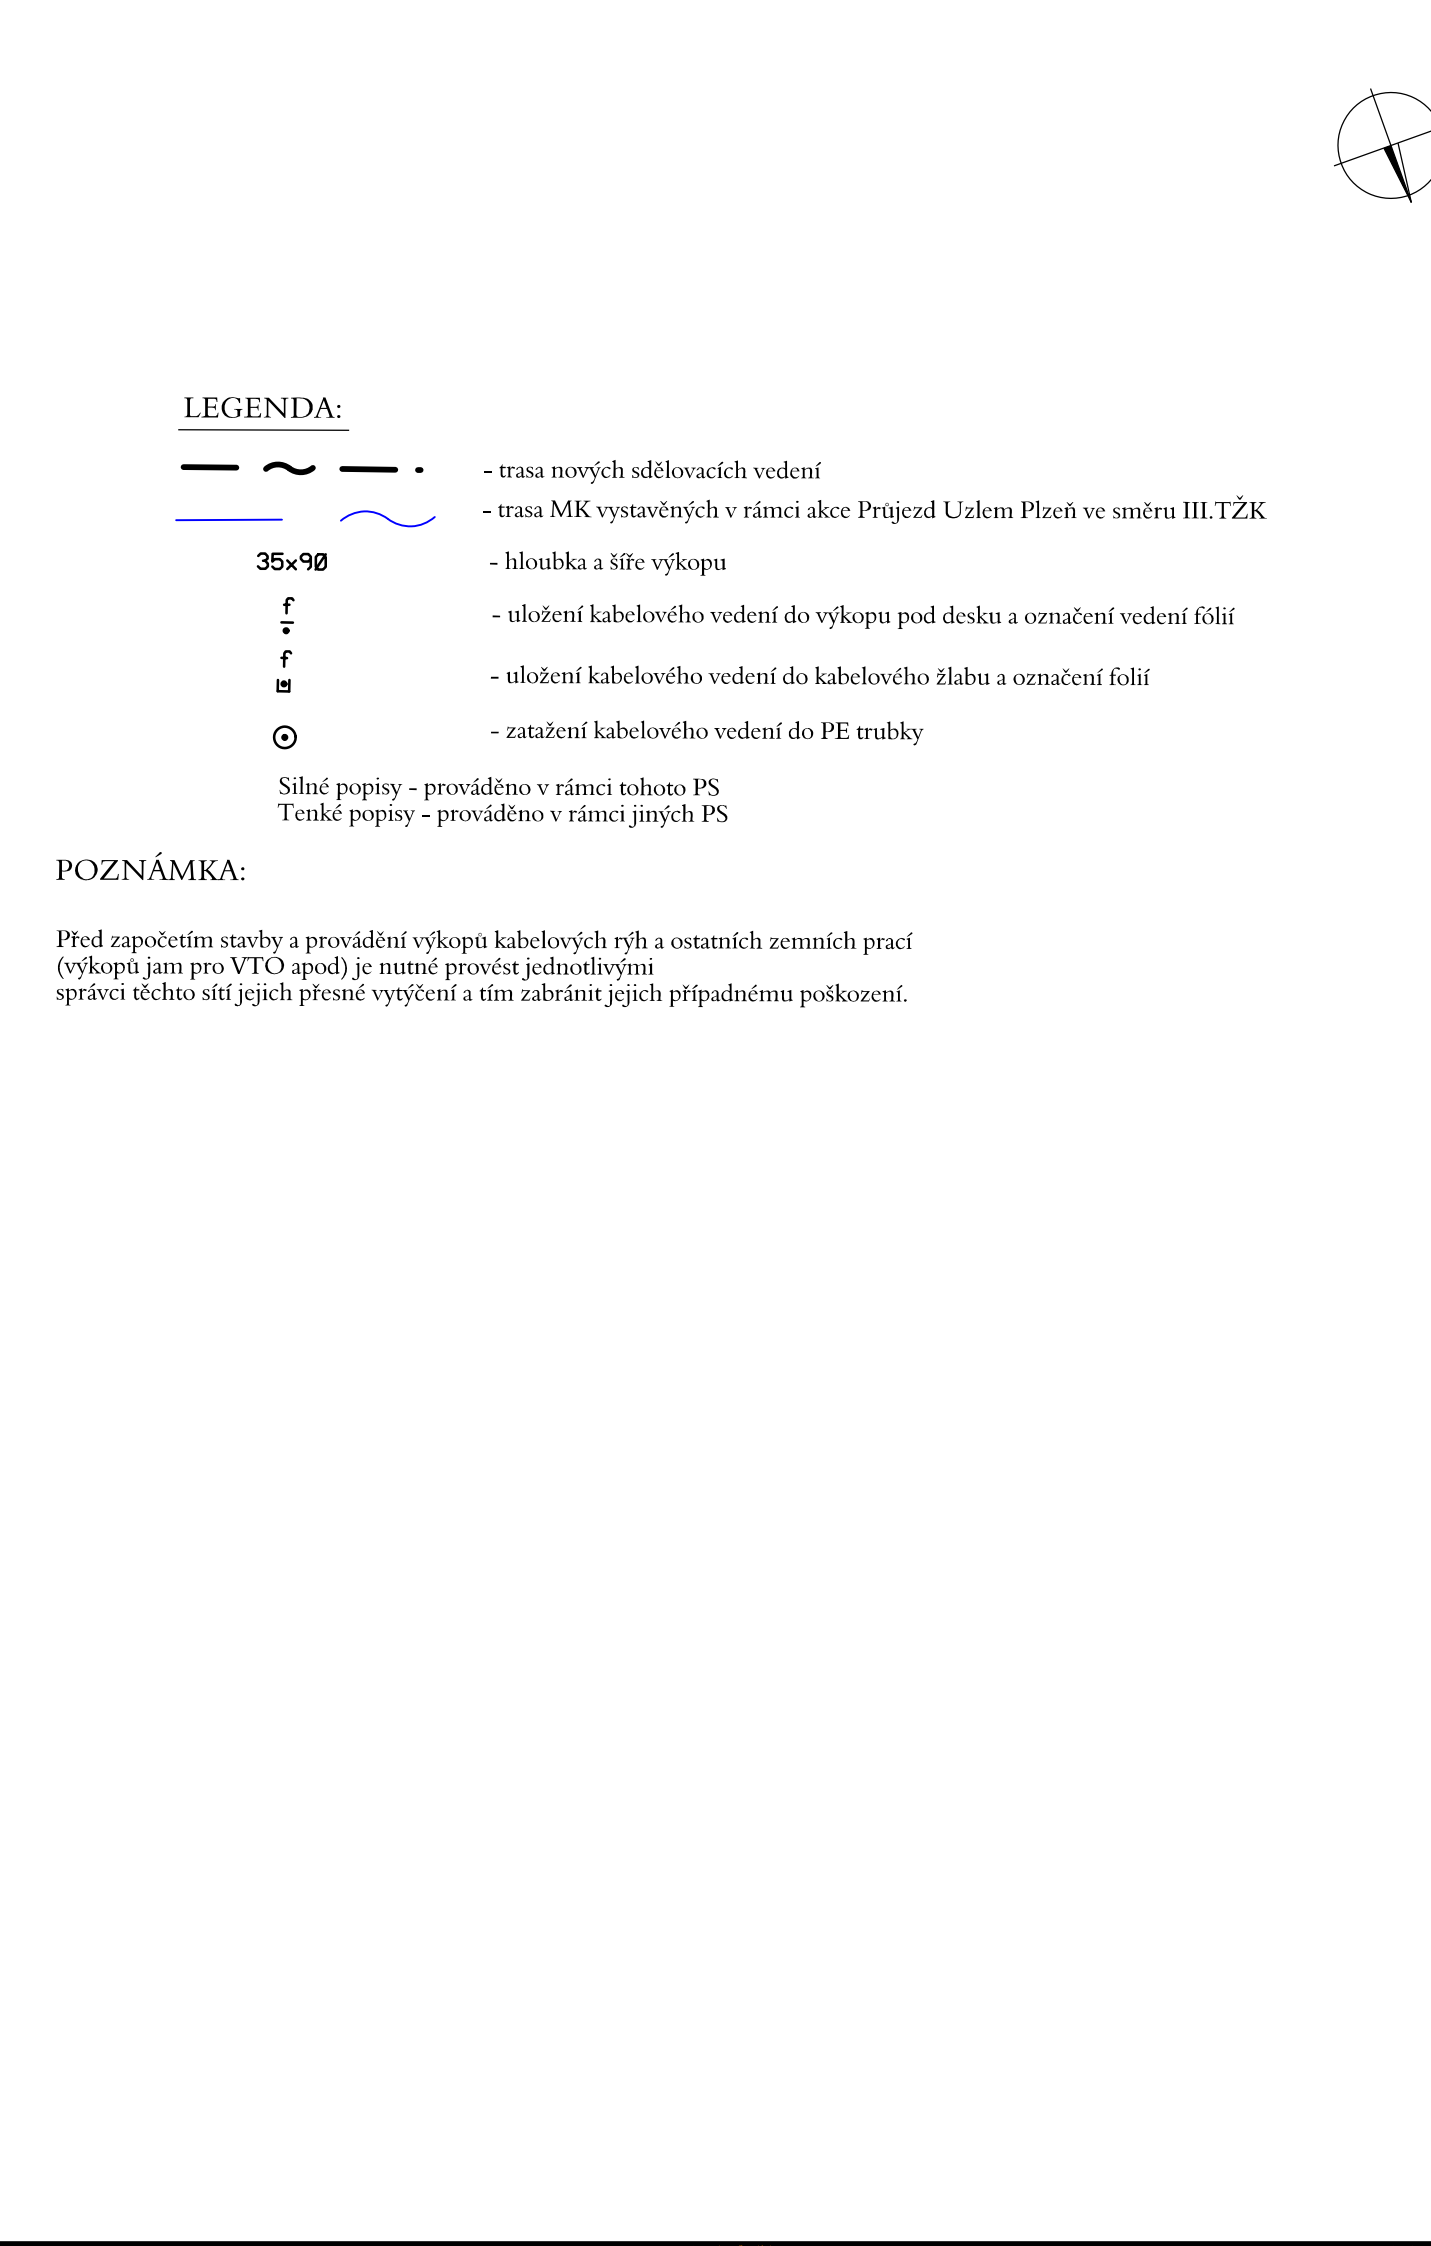 LEGENDA:
- trasa nových sdělovacích vedení
- trasa MK vystavěných v rámci akce Průjezd Uzlem Plzeň ve směru III.TŽK
35x90 - hloubka a šíře výkopu
f - uložení kabelového vedení do výkopu pod desku a označení vedení fólií
f - uložení kabelového vedení do kabelového žlabu a označení folií
- zatažení kabelového vedení do PE trubky
Silné popisy - prováděno v rámci tohoto PS
Tenké popisy - prováděno v rámci jiných PS
POZNÁMKA:
Před započetím stavby a provádění výkopů kabelových rýh a ostatních zemních prací
(výkopů jam pro VTO apod) je nutné provést jednotlivými
správci těchto sítí jejich přesné vytýčení a tím zabránit jejich případnému poškození.